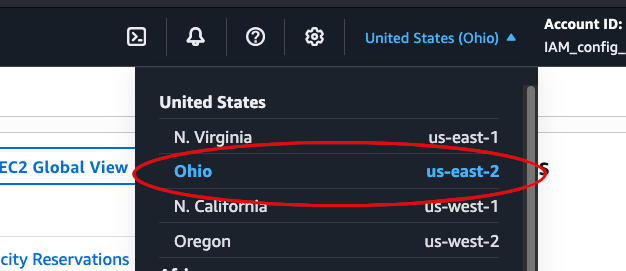 United States (Ohio) ▲
Account ID:
IAM_config_
United States
N. Virginia us-east-1
EC2 Global View
Ohio us-east-2
S
N. California us-west-1
Oregon us-west-2
city Reservations